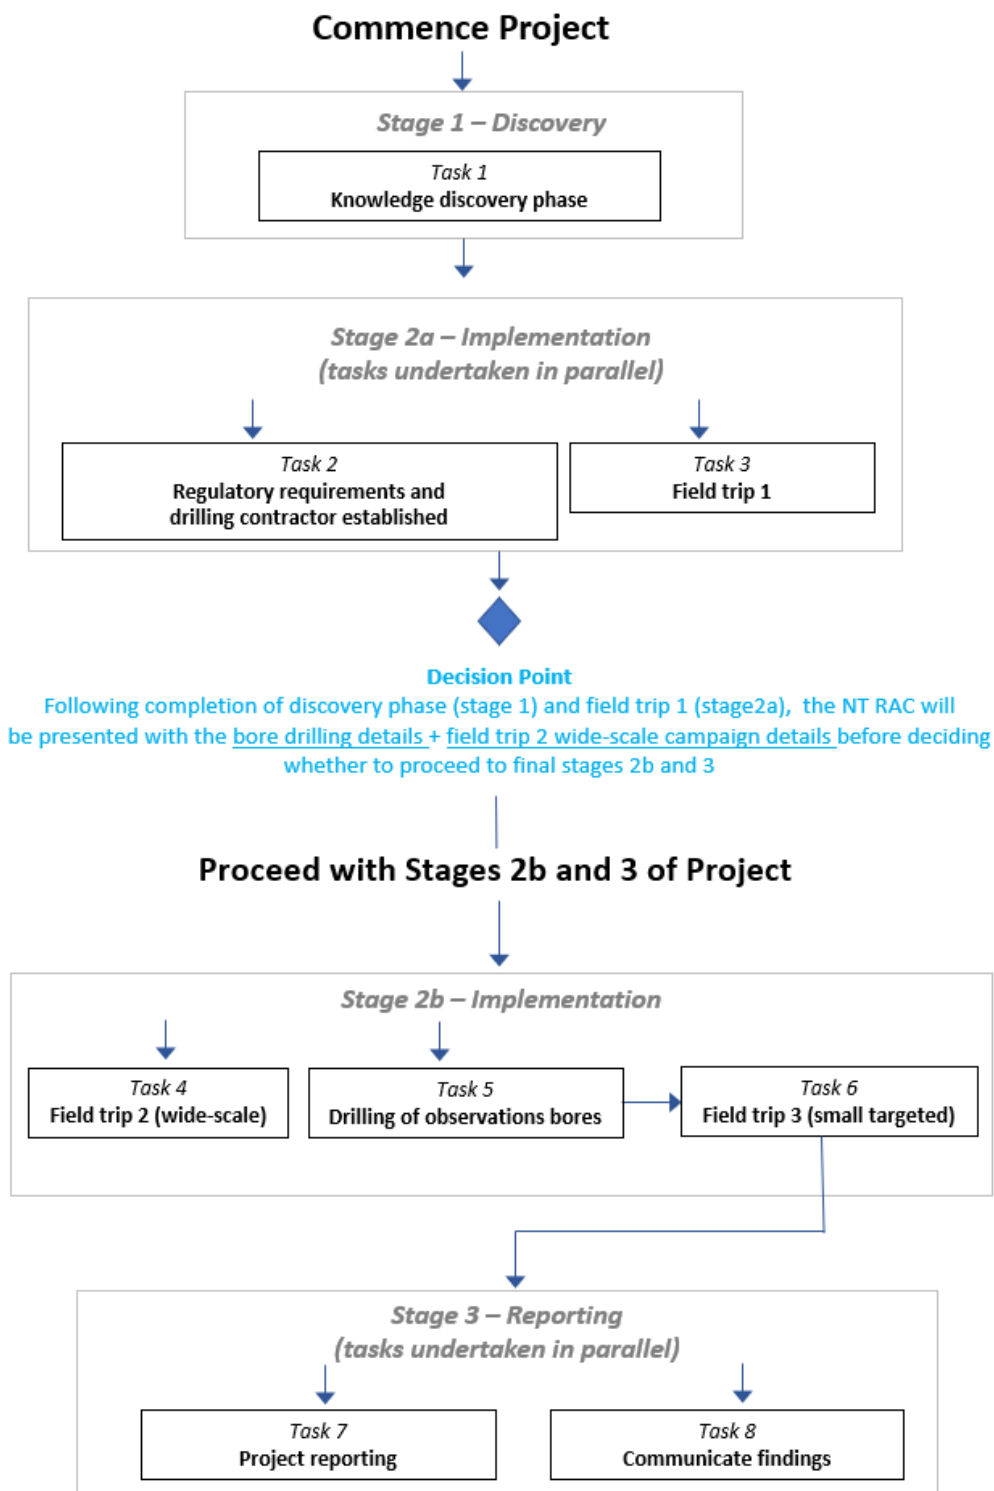 Commence Project
Stage 1 – Discovery
Task 1
Knowledge discovery phase
Stage 2a – Implementation
(tasks undertaken in parallel)
Task 2
Regulatory requirements and
drilling contractor established
Task 3
Field trip 1
Decision Point
Following completion of discovery phase (stage 1) and field trip 1 (stage2a), the NT RAC will
be presented with the bore drilling details + field trip 2 wide-scale campaign details before deciding
whether to proceed to final stages 2b and 3
Proceed with Stages 2b and 3 of Project
Stage 2b – Implementation
Task 4
Field trip 2 (wide-scale)
Task 5
Drilling of observations bores
Task 6
Field trip 3 (small targeted)
Stage 3 – Reporting
(tasks undertaken in parallel)
Task 7
Project reporting
Task 8
Communicate findings